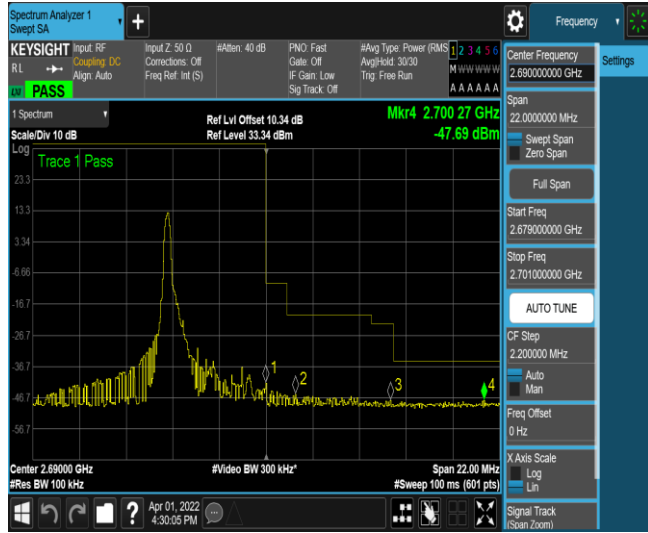 Spectrum Analyzer 1
Swept SA
+
Frequency
Settings
KEYSIGHT
RL
PASS
Input: RF
Coupling: DC
Align: Auto
Input Z: 50 Ω
Corrections: Off
Freq Ref: Int (S)
#Atten: 40 dB
PNO: Fast
Gate: Off
IF Gain: Low
Sig Track: Off
#Avg Type: Power (RMS
Avg|Hold: 30/30
Trig: Free Run
1 2 3 4 5 6
M W W W W W
A A A A A A
1 Spectrum
Scale/Div 10 dB
Ref Lvl Offset 10.34 dB
Ref Level 33.34 dBm
Mkr4 2.700 27 GHz
-47.69 dBm
Log
Trace 1 Pass
23.3
13.3
3.34
-6.66
-16.7
-26.7
-36.7
-46.7
-56.7
1
2
3
4
Center 2.69000 GHz
#Res BW 100 kHz
#Video BW 300 kHz*
Span 22.00 MHz
#Sweep 100 ms (601 pts)
Center Frequency
2.690000000 GHz
Span
22.0000000 MHz
Swept Span
Zero Span
Full Span
Start Freq
2.679000000 GHz
Stop Freq
2.701000000 GHz
AUTO TUNE
CF Step
2.200000 MHz
Auto
Man
Freq Offset
0 Hz
X Axis Scale
Log
Lin
Signal Track
(Span Zoom)
?
Apr 01, 2022
4:30:05 PM